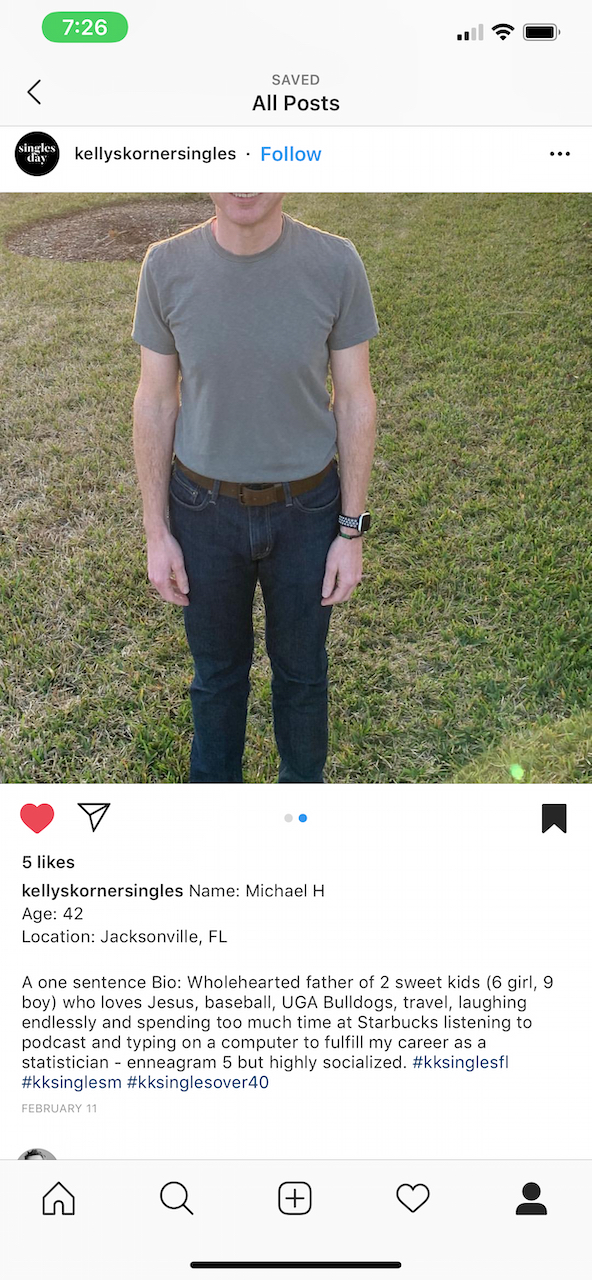 7:26
SAVED
All Posts
singles
day
kellyskornersingles · Follow
5 likes
kellyskornersingles Name: Michael H
Age: 42
Location: Jacksonville, FL
A one sentence Bio: Wholehearted father of 2 sweet kids (6 girl, 9
boy) who loves Jesus, baseball, UGA Bulldogs, travel, laughing
endlessly and spending too much time at Starbucks listening to
podcast and typing on a computer to fulfill my career as a
statistician - enneagram 5 but highly socialized. #kksinglesfl
#kksinglesm #kksinglesover40
FEBRUARY 11